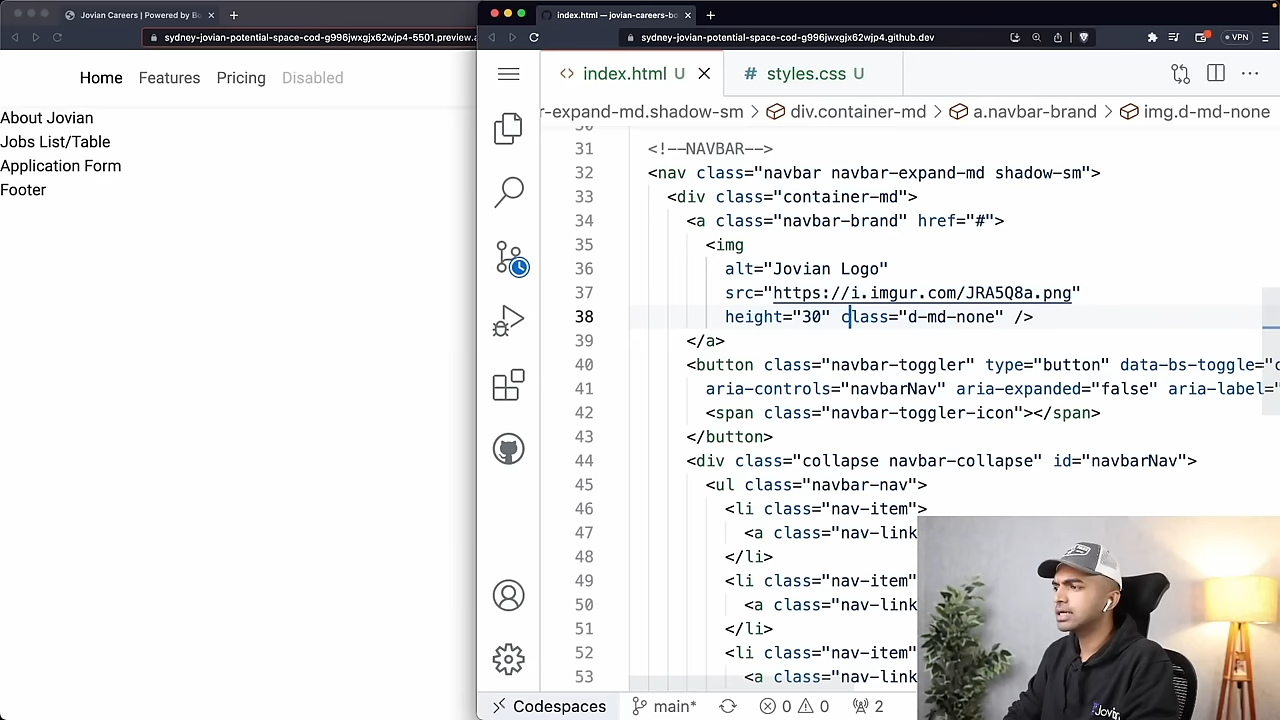 Jovian Careers | Powered by Bo
sydney-jovian-potential-space-cod-g996jwxgjx62wjp4-5501.preview.a
Home Features Pricing Disabled
About Jovian
Jobs List/Table
Application Form
Footer
index.html — jovian-careers-bo
sydney-jovian-potential-space-cod-g996jwxgjx62wjp4.github.dev
VPN
<> index.html U
# styles.css U
r-expand-md.shadow-sm > div.container-md > a.navbar-brand > img.d-md-none
30
31 <!--NAVBAR-->
32 <nav class="navbar navbar-expand-md shadow-sm">
33 <div class="container-md">
34 <a class="navbar-brand" href="#">
35 <img
36 alt="Jovian Logo"
37 src="https://i.imgur.com/JRA5Q8a.png"
38 height="30" class="d-md-none" />
39 </a>
40 <button class="navbar-toggler" type="button" data-bs-toggle="c
41 aria-controls="navbarNav" aria-expanded="false" aria-label="
42 <span class="navbar-toggler-icon"></span>
43 </button>
44 <div class="collapse navbar-collapse" id="navbarNav">
45 <ul class="navbar-nav">
46 <li class="nav-item">
47 <a class="nav-link
48 </li>
49 <li class="nav-item"
50 <a class="nav-link
51 </li>
52 <li class="nav-item"
53 <a class="nav-link
Codespaces main* 0 0 2
Jovi